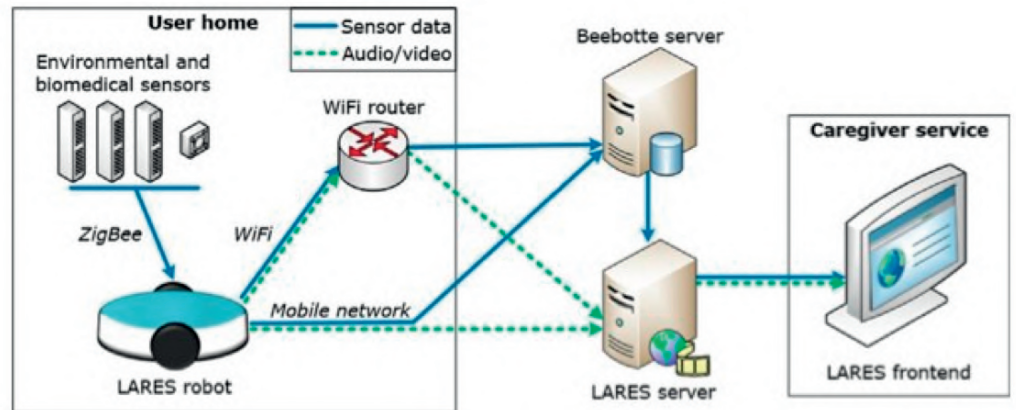 User home
Sensor data
Audio/video
Environmental and
biomedical sensors
WiFi router
Beebotte server
Caregiver service
ZigBee
WiFi
Mobile network
LARES robot
LARES server
LARES frontend